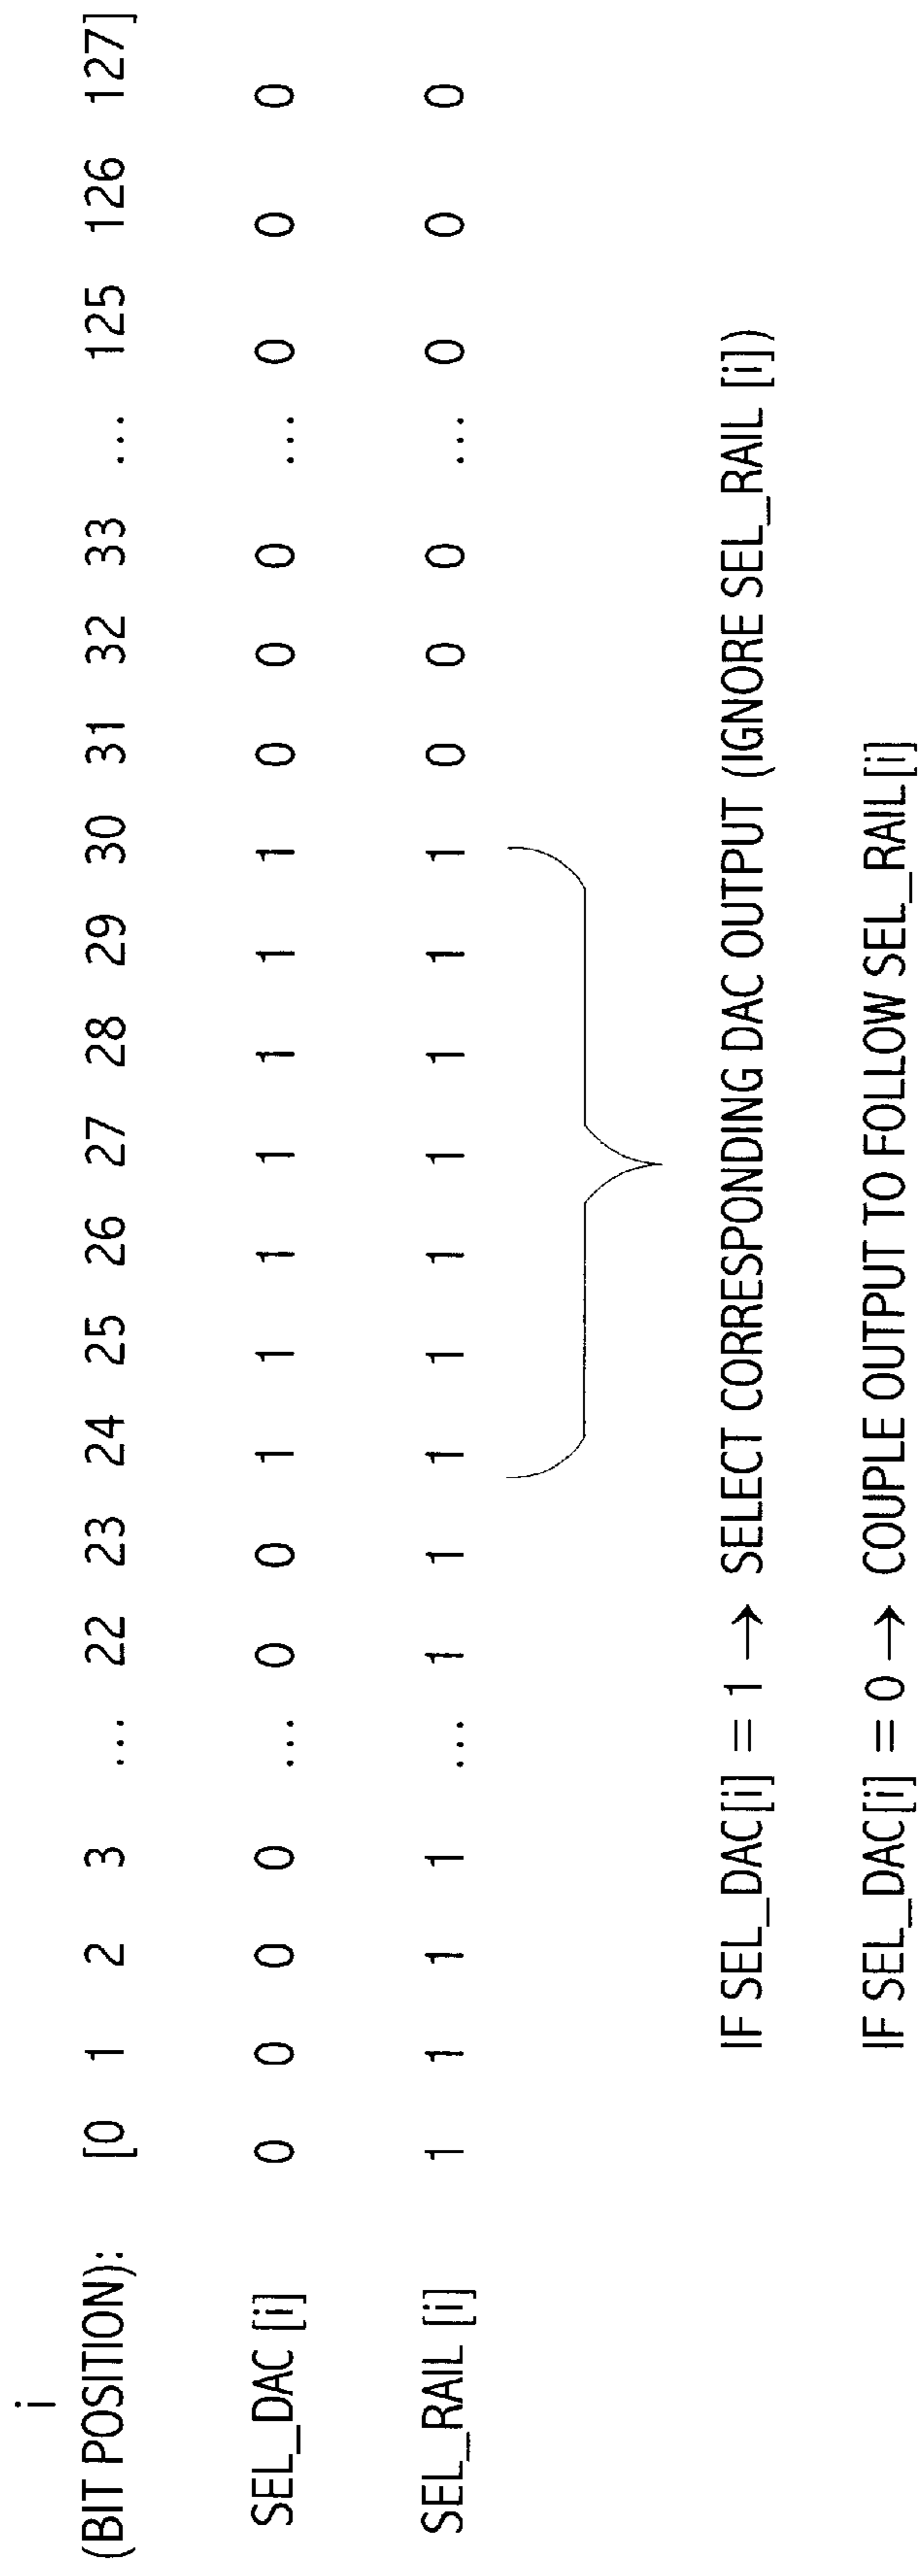 i
(BIT POSITION): [0 1 2 3 ... 22 23 24 25 26 27 28 29 30 31 32 33 ... 125 126 127]
SEL_DAC [i] 0 0 0 0 ... 0 0 1 1 1 1 1 1 1 0 0 0 ... 0 0 0
SEL_RAIL [i] 1 1 1 1 ... 1 1 1 1 1 1 1 1 1 0 0 0 ... 0 0 0
IF SEL_DAC[i] = 1 → SELECT CORRESPONDING DAC OUTPUT (IGNORE SEL_RAIL [i])
IF SEL_DAC[i] = 0 → COUPLE OUTPUT TO FOLLOW SEL_RAIL[i]